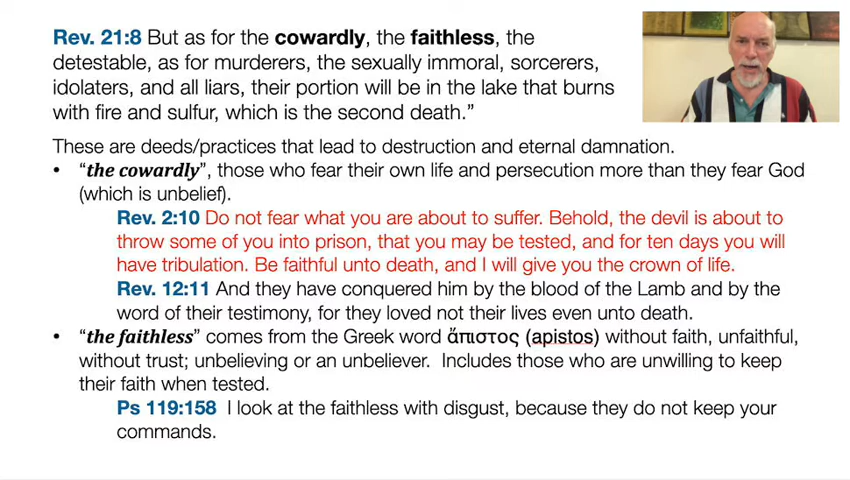 Rev. 21:8 But as for the cowardly, the faithless, the
detestable, as for murderers, the sexually immoral, sorcerers,
idolaters, and all liars, their portion will be in the lake that burns
with fire and sulfur, which is the second death.”
These are deeds/practices that lead to destruction and eternal damnation.
• “the cowardly”, those who fear their own life and persecution more than they fear God
(which is unbelief).
Rev. 2:10 Do not fear what you are about to suffer. Behold, the devil is about to
throw some of you into prison, that you may be tested, and for ten days you will
have tribulation. Be faithful unto death, and I will give you the crown of life.
Rev. 12:11 And they have conquered him by the blood of the Lamb and by the
word of their testimony, for they loved not their lives even unto death.
• “the faithless” comes from the Greek word ἄπιστος (apistos) without faith, unfaithful,
without trust; unbelieving or an unbeliever. Includes those who are unwilling to keep
their faith when tested.
Ps 119:158 I look at the faithless with disgust, because they do not keep your
commands.